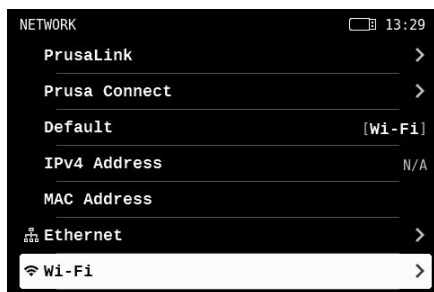 NETWORK 13:29
PrusaLink >
Prusa Connect >
Default [Wi-Fi]
IPv4 Address N/A
MAC Address
Ethernet >
Wi-Fi >